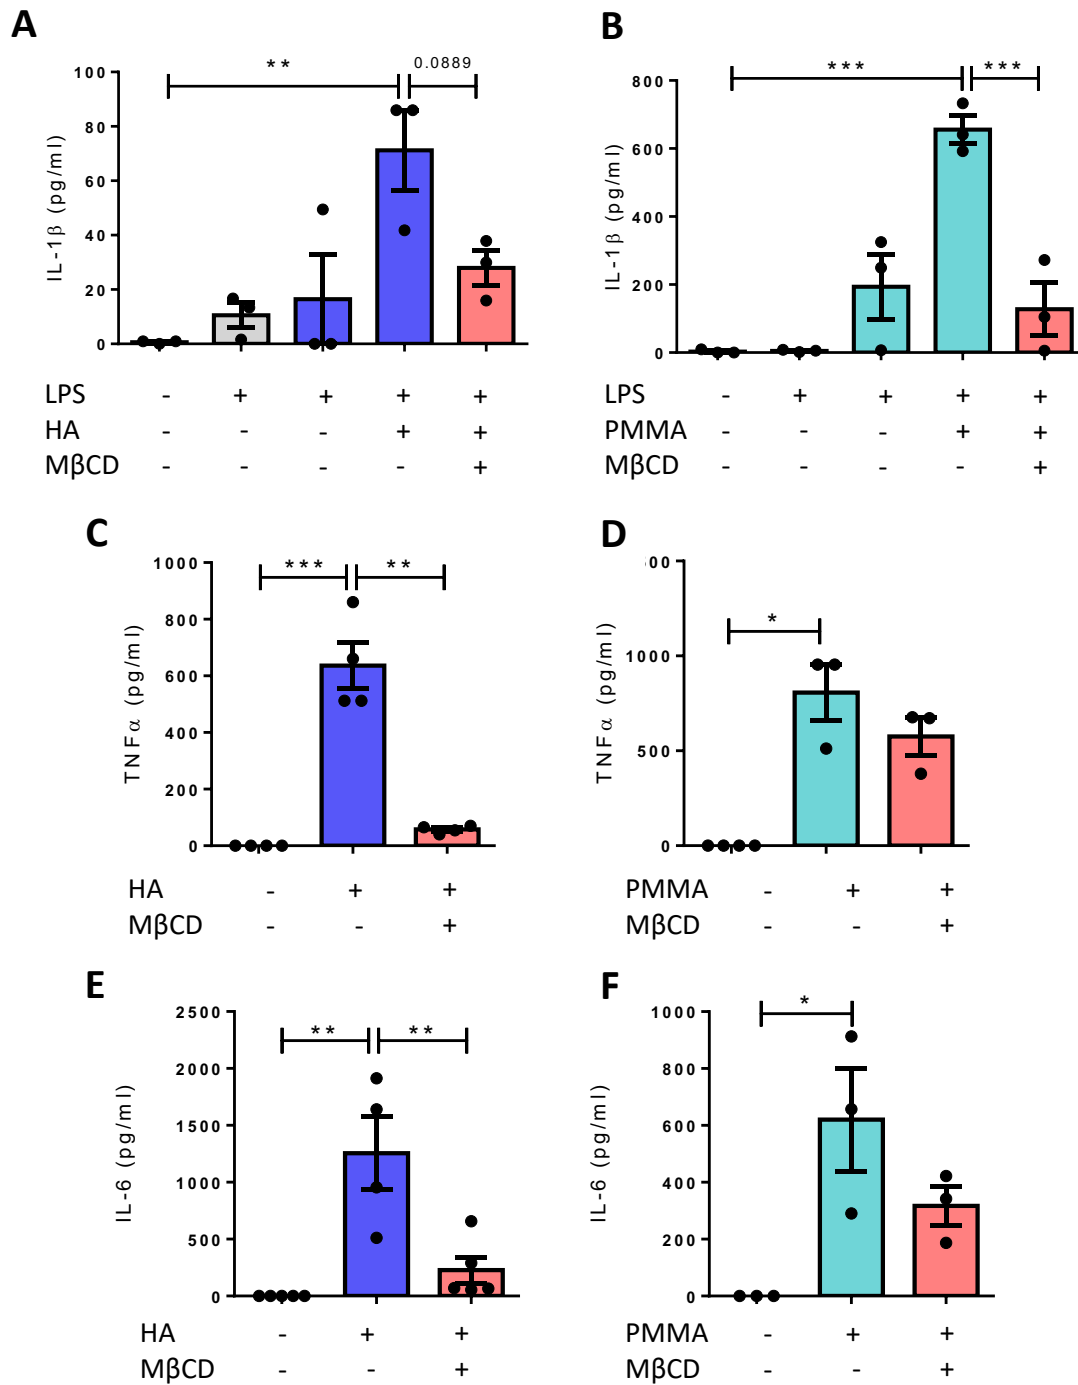 A
B
** 0.0889
*** ***
IL-1β (pg/ml)
100
80
60
40
20
0
IL-1β (pg/ml)
800
600
400
200
0
LPS - + + + +
HA - - - + +
MβCD - - - - +
LPS - + + + +
PMMA - - - + +
MβCD - - - - +
C
D
*** **
*
TNFα (pg/ml)
1000
800
600
400
200
0
TNFα (pg/ml)
00
1000
500
0
HA - + +
MβCD - - +
PMMA - + +
MβCD - - +
E
F
** **
*
IL-6 (pg/ml)
2500
2000
1500
1000
500
0
IL-6 (pg/ml)
1000
800
600
400
200
0
HA - + +
MβCD - - +
PMMA - + +
MβCD - - +